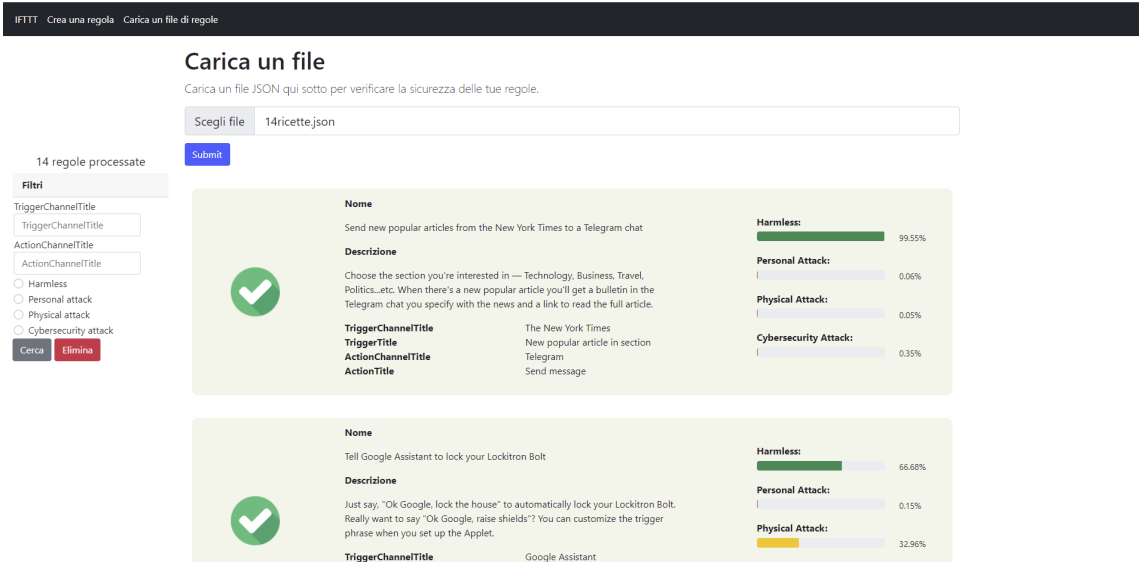 IFTTT Crea una regola Carica un file di regole
Carica un file
Carica un file JSON qui sotto per verificare la sicurezza delle tue regole.
Scegli file 14ricette.json
Submit
14 regole processate
Filtri
TriggerChannelTitle
TriggerChannelTitle
ActionChannelTitle
ActionChannelTitle
Harmless
Personal attack
Physical attack
Cybersecurity attack
Cerca Elimina
Nome
Send new popular articles from the New York Times to a Telegram chat
Descrizione
Choose the section you're interested in — Technology, Business, Travel,
Politics...etc. When there's a new popular article you'll get a bulletin in the
Telegram chat you specify with the news and a link to read the full article.
TriggerChannelTitle The New York Times
TriggerTitle New popular article in section
ActionChannelTitle Telegram
ActionTitle Send message
Harmless:
99.55%
Personal Attack:
0.06%
Physical Attack:
0.05%
Cybersecurity Attack:
0.35%
Nome
Tell Google Assistant to lock your Lockitron Bolt
Descrizione
Just say, "Ok Google, lock the house" to automatically lock your Lockitron Bolt.
Really want to say "Ok Google, raise shields"? You can customize the trigger
phrase when you set up the Applet.
TriggerChannelTitle Google Assistant
Harmless:
66.68%
Personal Attack:
0.15%
Physical Attack:
32.96%